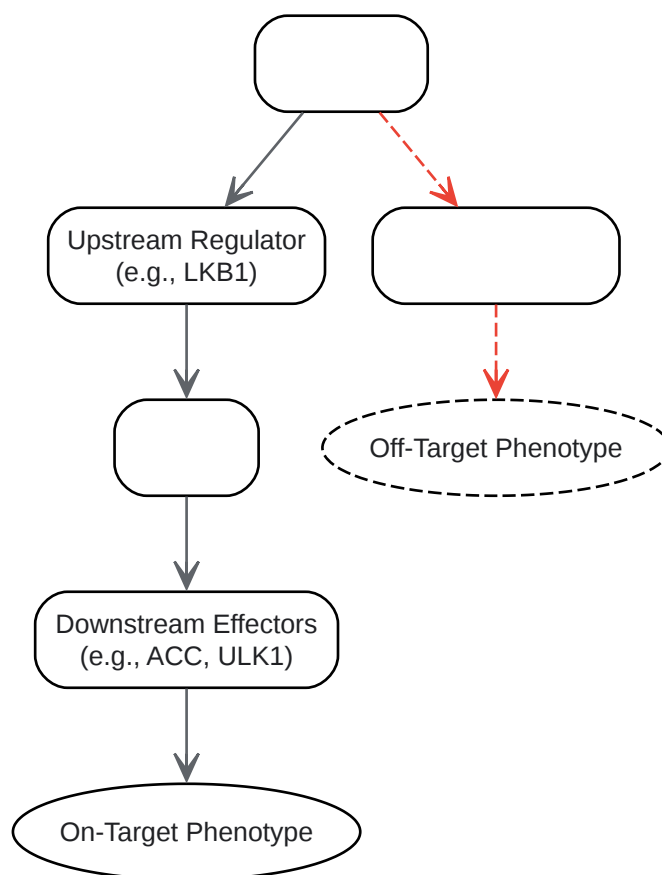 Upstream Regulator
(e.g., LKB1)
Off-Target Phenotype
Downstream Effectors
(e.g., ACC, ULK1)
On-Target Phenotype